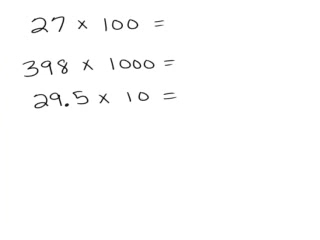 27 × 100 =
398 × 1000 =
29.5 × 10 =